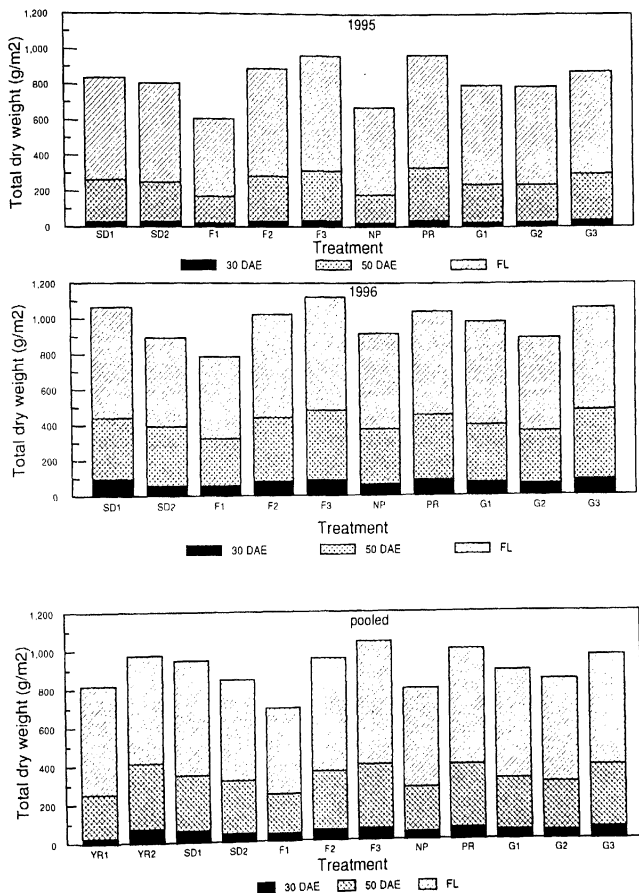 1995
Total dry weight (g/m2)
1,200
1,000
800
600
400
200
0
SD1 SD2 F1 F2 F3 NP PR G1 G2 G3
Treatment
30 DAE 50 DAE FL
1996
Total dry weight (g/m2)
1,200
1,000
800
600
400
200
0
SD1 SD2 F1 F2 F3 NP PR G1 G2 G3
Treatment
30 DAE 50 DAE FL
pooled
Total dry weight (g/m2)
1,200
1,000
800
600
400
200
0
YR1 YR2 SD1 SD2 F1 F2 F3 NP PR G1 G2 G3
Treatment
30 DAE 50 DAE FL